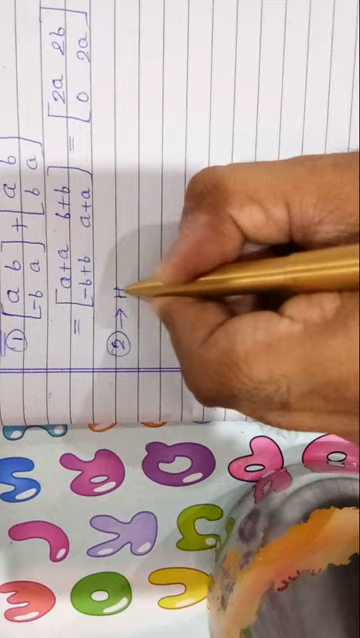 ① [a b -b a] + [a b b a]
= [a+a b+b -b+b a+a] = [2a 2b 0 2a]
② → H